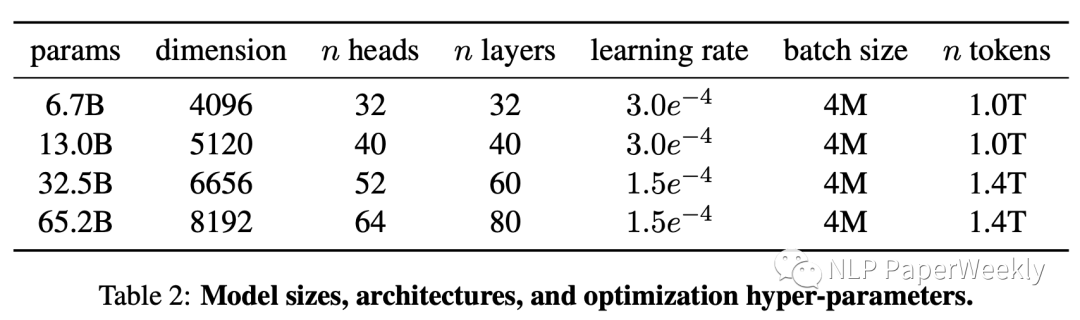 params dimension n heads n layers learning rate batch size n tokens
6.7B 4096 32 32 3.0e−4 4M 1.0T
13.0B 5120 40 40 3.0e−4 4M 1.0T
32.5B 6656 52 60 1.5e−4 4M 1.4T
65.2B 8192 64 80 1.5e−4 4M 1.4T
NLP PaperWeekly
Table 2: Model sizes, architectures, and optimization hyper-parameters.